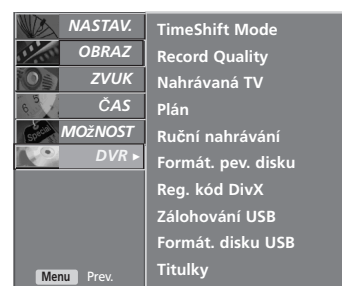 NASTAV.
OBRAZ
ZVUK
ČAS
MOžNOST
DVR ▸
Menu Prev.
TimeShift Mode
Record Quality
Nahrávaná TV
Plán
Ruční nahrávání
Formát. pev. disku
Reg. kód DivX
Zálohování USB
Formát. disku USB
Titulky